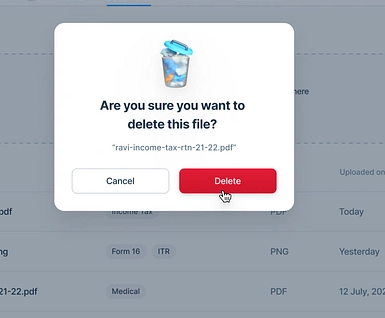 Are you sure you want to
delete this file?
"ravi-income-tax-rtn-21-22.pdf"
Cancel
Delete
here
Uploaded on
pdf
Income Tax
PDF
Today
ng
Form 16
ITR
PNG
Yesterday
21-22.pdf
Medical
PDF
12 July, 202